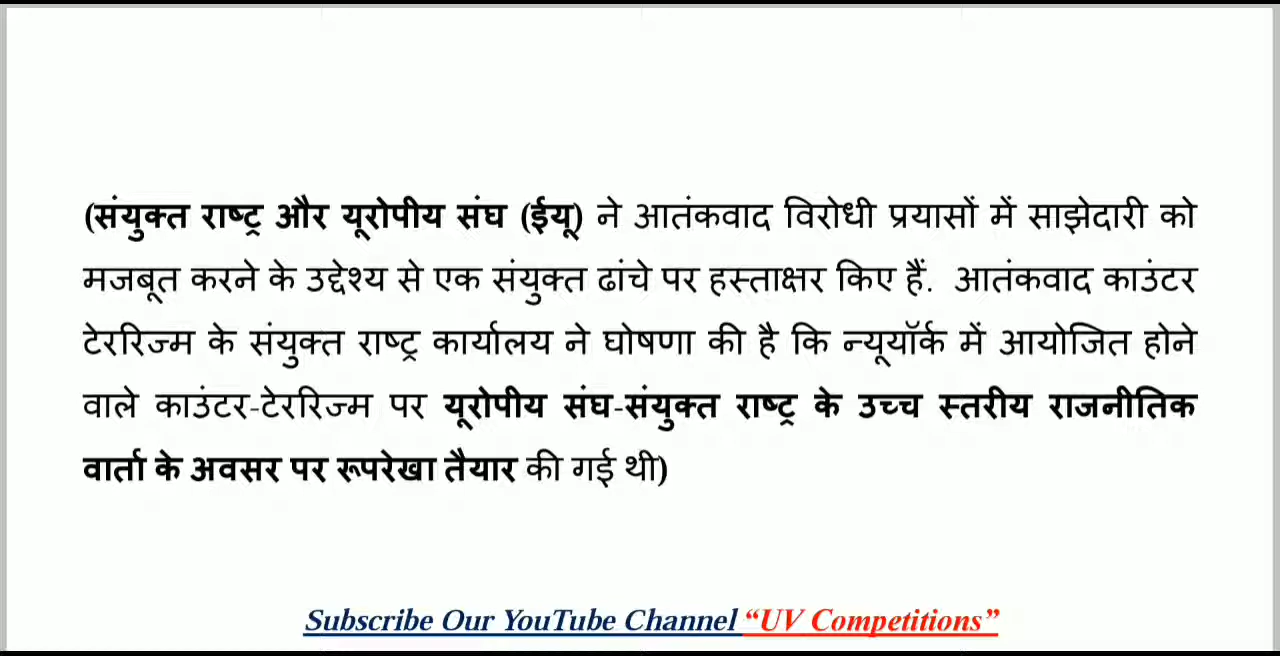 (संयुक्त राष्ट्र और यूरोपीय संघ (ईयू) ने आतंकवाद विरोधी प्रयासों में साझेदारी को
मजबूत करने के उद्देश्य से एक संयुक्त ढांचे पर हस्ताक्षर किए हैं. आतंकवाद काउंटर
टेररिज्म के संयुक्त राष्ट्र कार्यालय ने घोषणा की है कि न्यूयॉर्क में आयोजित होने
वाले काउंटर-टेररिज्म पर यूरोपीय संघ-संयुक्त राष्ट्र के उच्च स्तरीय राजनीतिक
वार्ता के अवसर पर रूपरेखा तैयार की गई थी)
Subscribe Our YouTube Channel “UV Competitions”